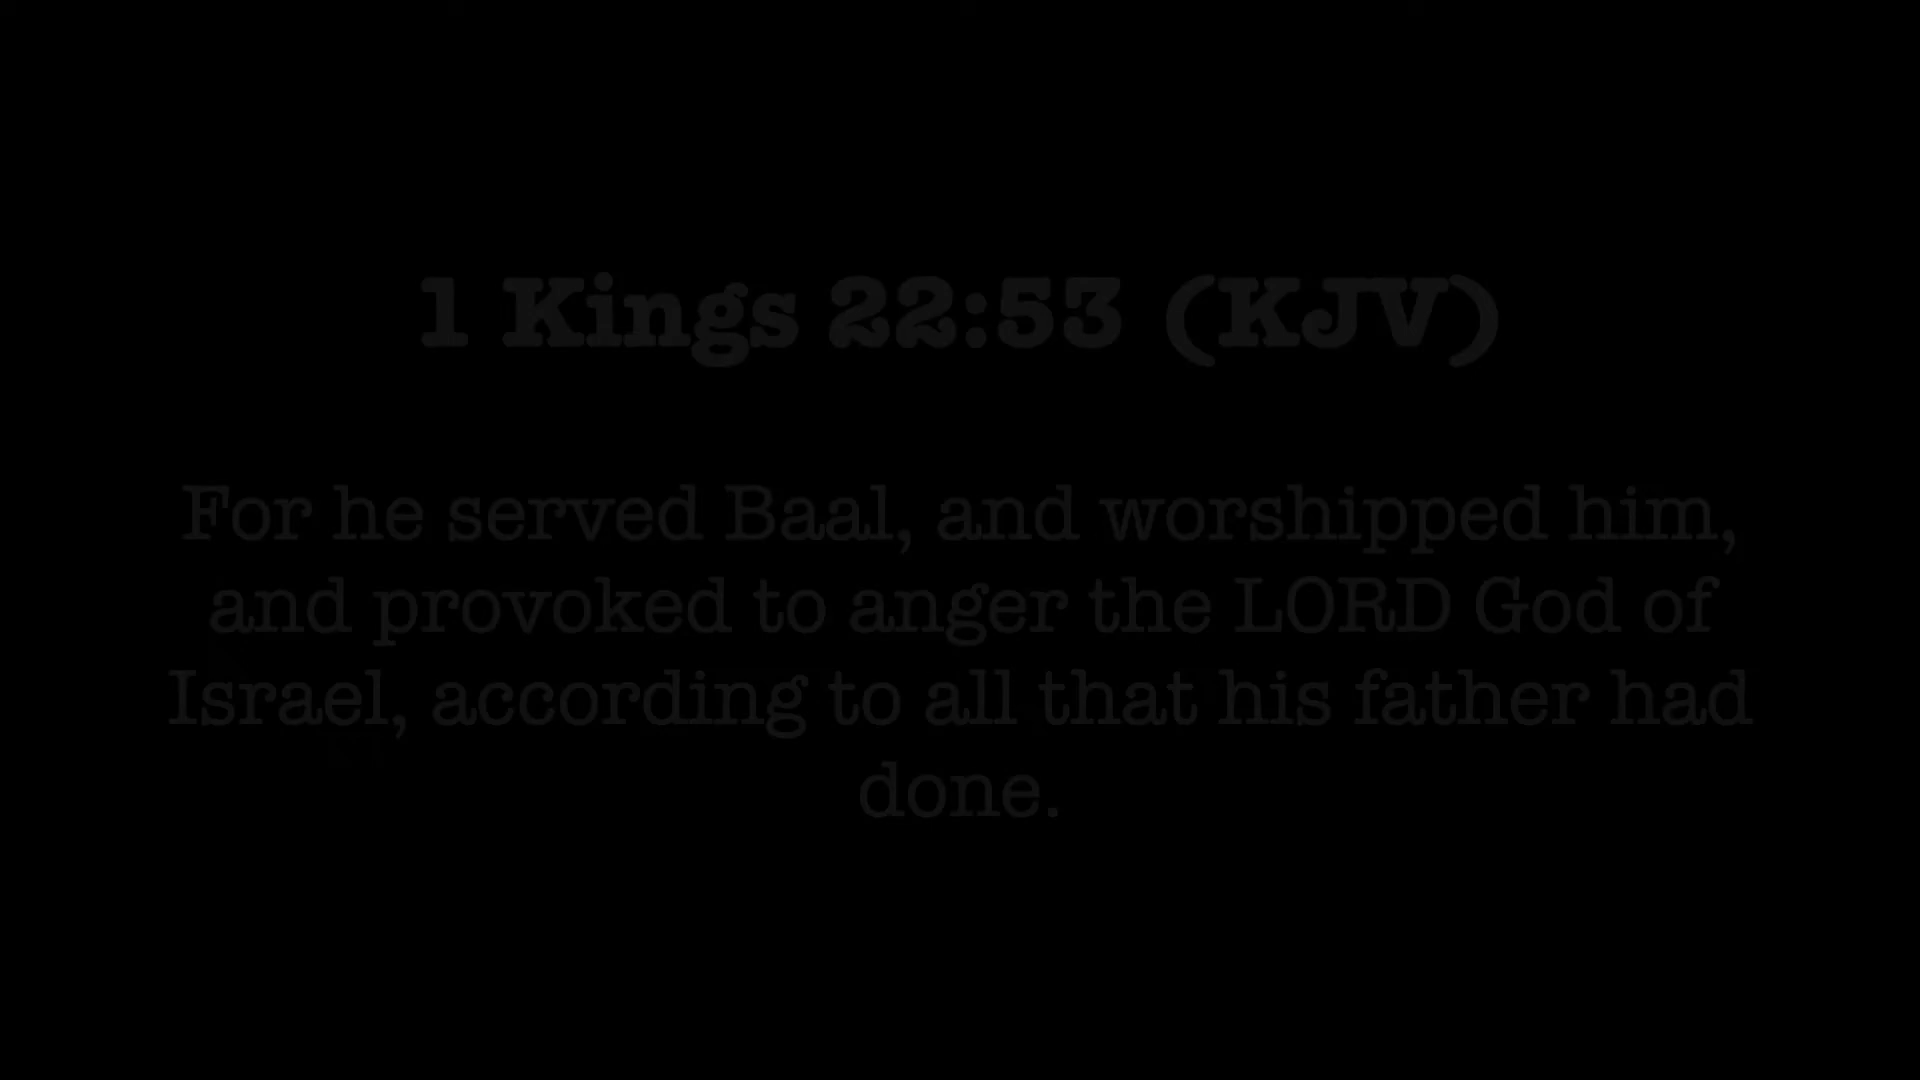 1 Kings 22:53 (KJV)
For he served Baal, and worshipped him,
and provoked to anger the LORD God of
Israel, according to all that his father had
done.